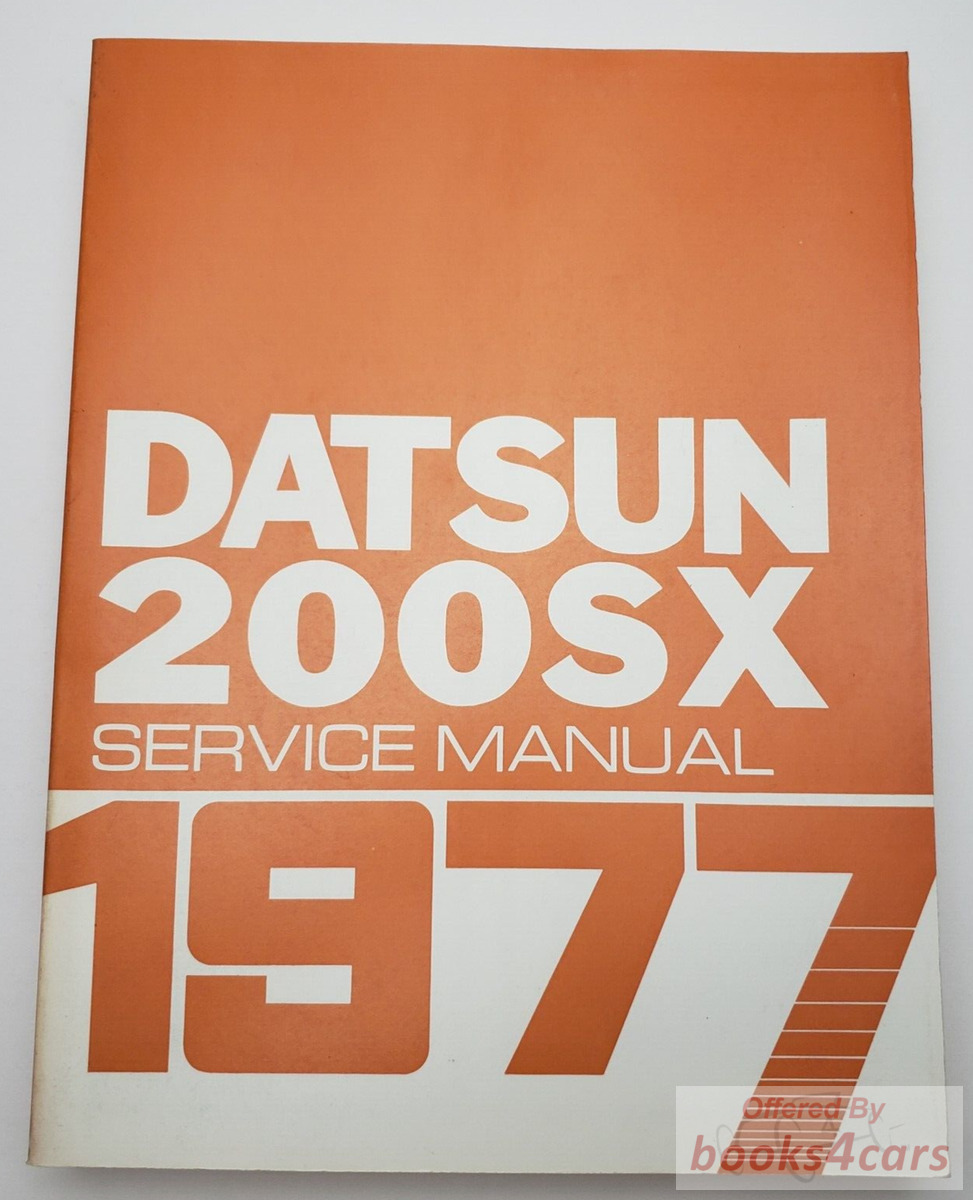 DATSUN
200SX
SERVICE MANUAL
1977
Offered By
books4cars